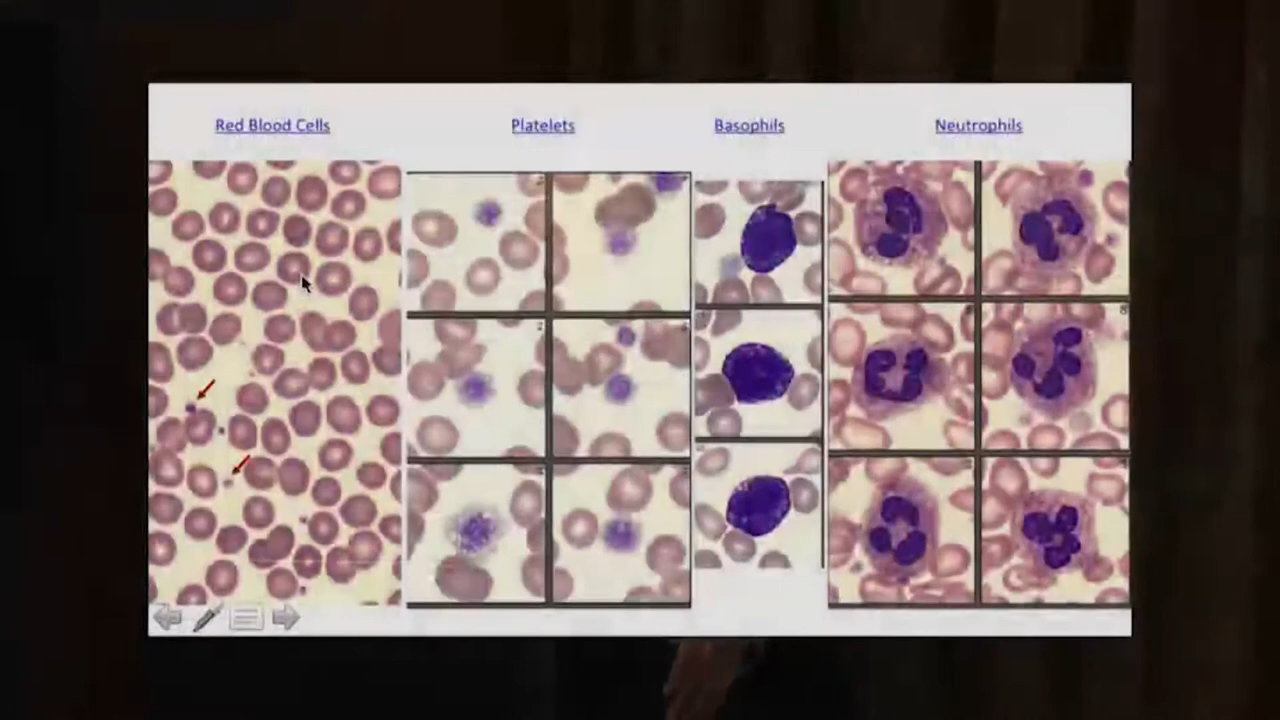 Red Blood Cells
Platelets
Basophils
Neutrophils